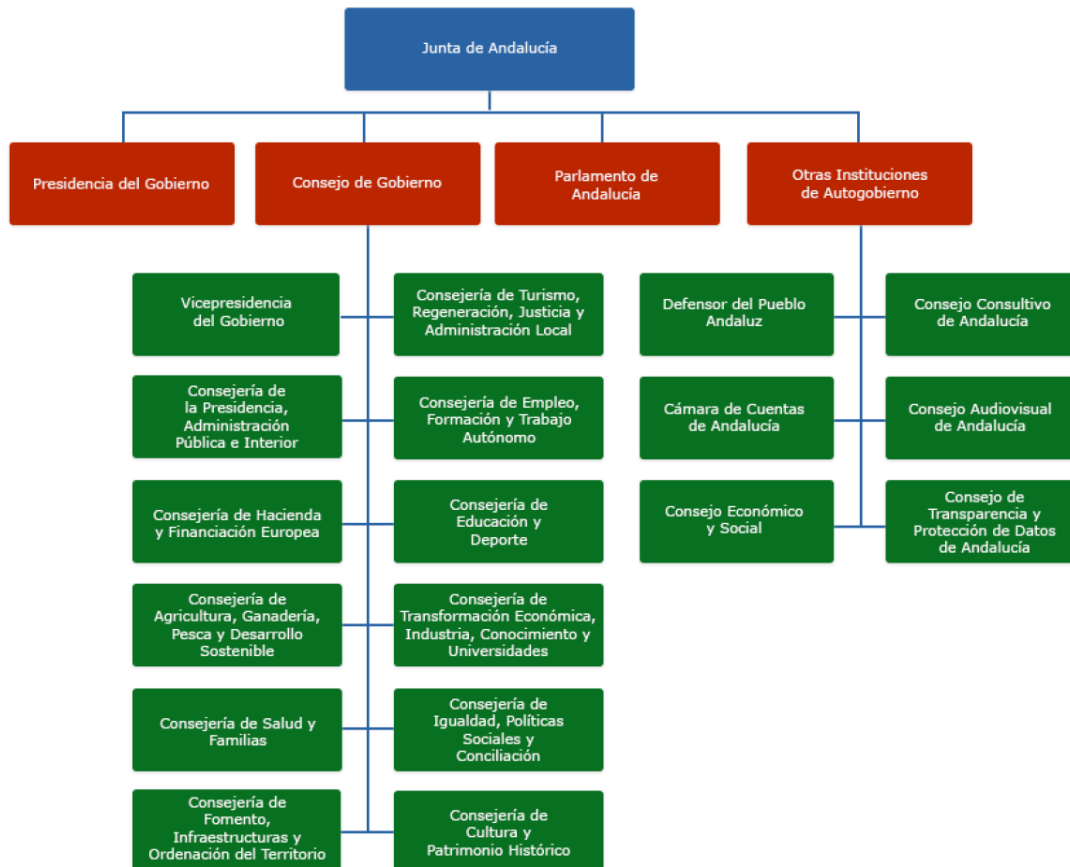 Junta de Andalucía
Presidencia del Gobierno
Consejo de Gobierno
Parlamento de
Andalucía
Otras Instituciones
de Autogobierno
Vicepresidencia
del Gobierno
Consejería de Turismo,
Regeneración, Justicia y
Administración Local
Defensor del Pueblo
Andaluz
Consejo Consultivo
de Andalucía
Consejería de
la Presidencia,
Administración
Pública e Interior
Consejería de Empleo,
Formación y Trabajo
Autónomo
Cámara de Cuentas
de Andalucía
Consejo Audiovisual
de Andalucía
Consejería de Hacienda
y Financiación Europea
Consejería de
Educación y
Deporte
Consejo Económico
y Social
Consejo de
Transparencia y
Protección de Datos
de Andalucía
Consejería de
Agricultura, Ganadería,
Pesca y Desarrollo
Sostenible
Consejería de
Transformación Económica,
Industria, Conocimiento y
Universidades
Consejería de Salud y
Familias
Consejería de
Igualdad, Políticas
Sociales y
Conciliación
Consejería de
Fomento,
Infraestructuras y
Ordenación del Territorio
Consejería de
Cultura y
Patrimonio Histórico